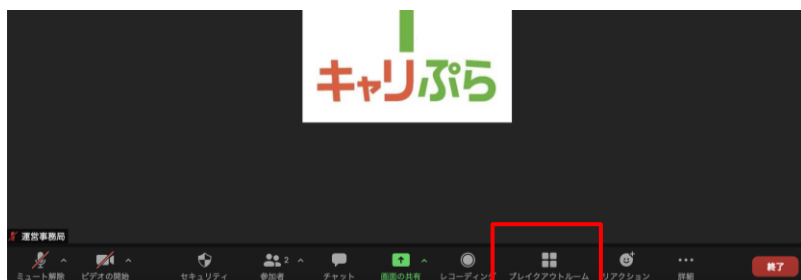 キャリぷら
運営事務局
ミュート解除
ビデオの開始
セキュリティ
参加者
2
チャット
画面の共有
レコーディング
ブレイクアウトルーム
リアクション
詳細
終了